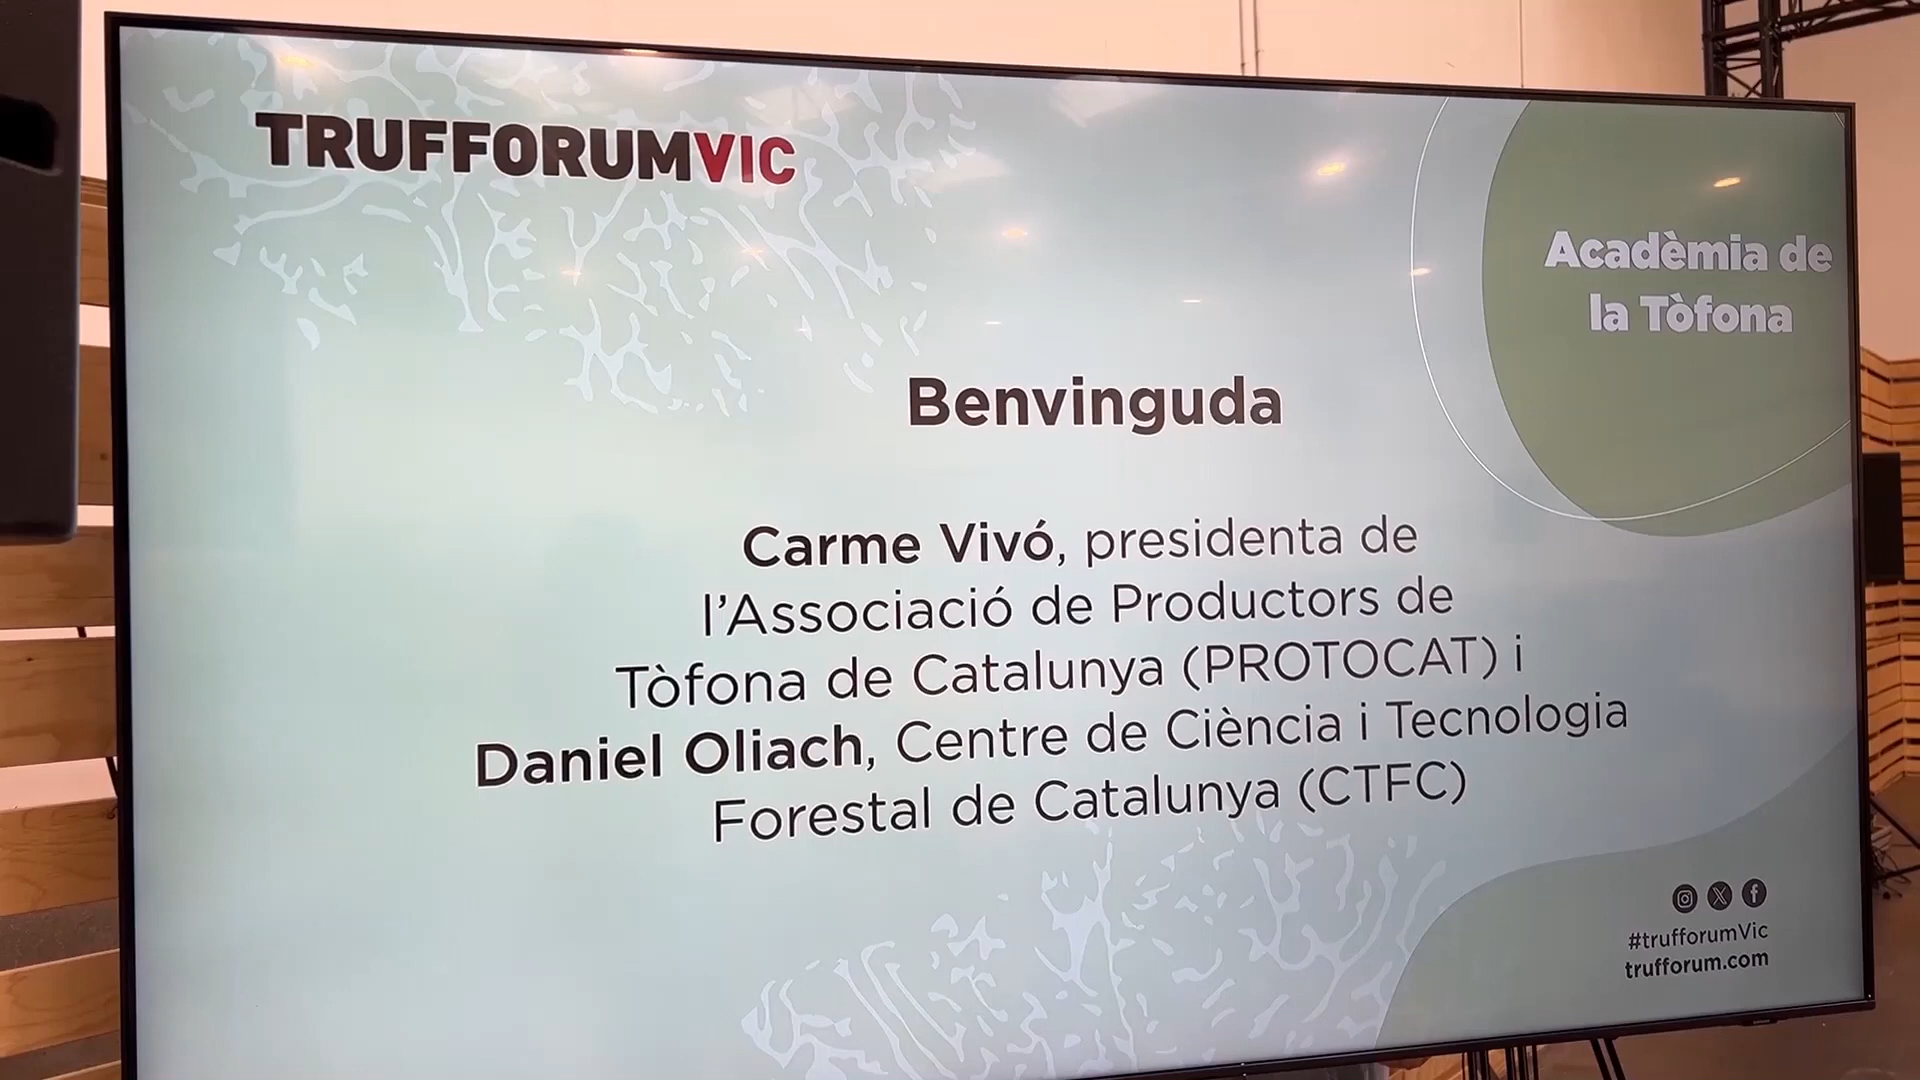 TRUFFORUMVIC
Acadèmia de
la Tòfona
Benvinguda
Carme Vivó, presidenta de
l’Associació de Productors de
Tòfona de Catalunya (PROTOCAT) i
Daniel Oliach, Centre de Ciència i Tecnologia
Forestal de Catalunya (CTFC)
#trufforumVic
trufforum.com